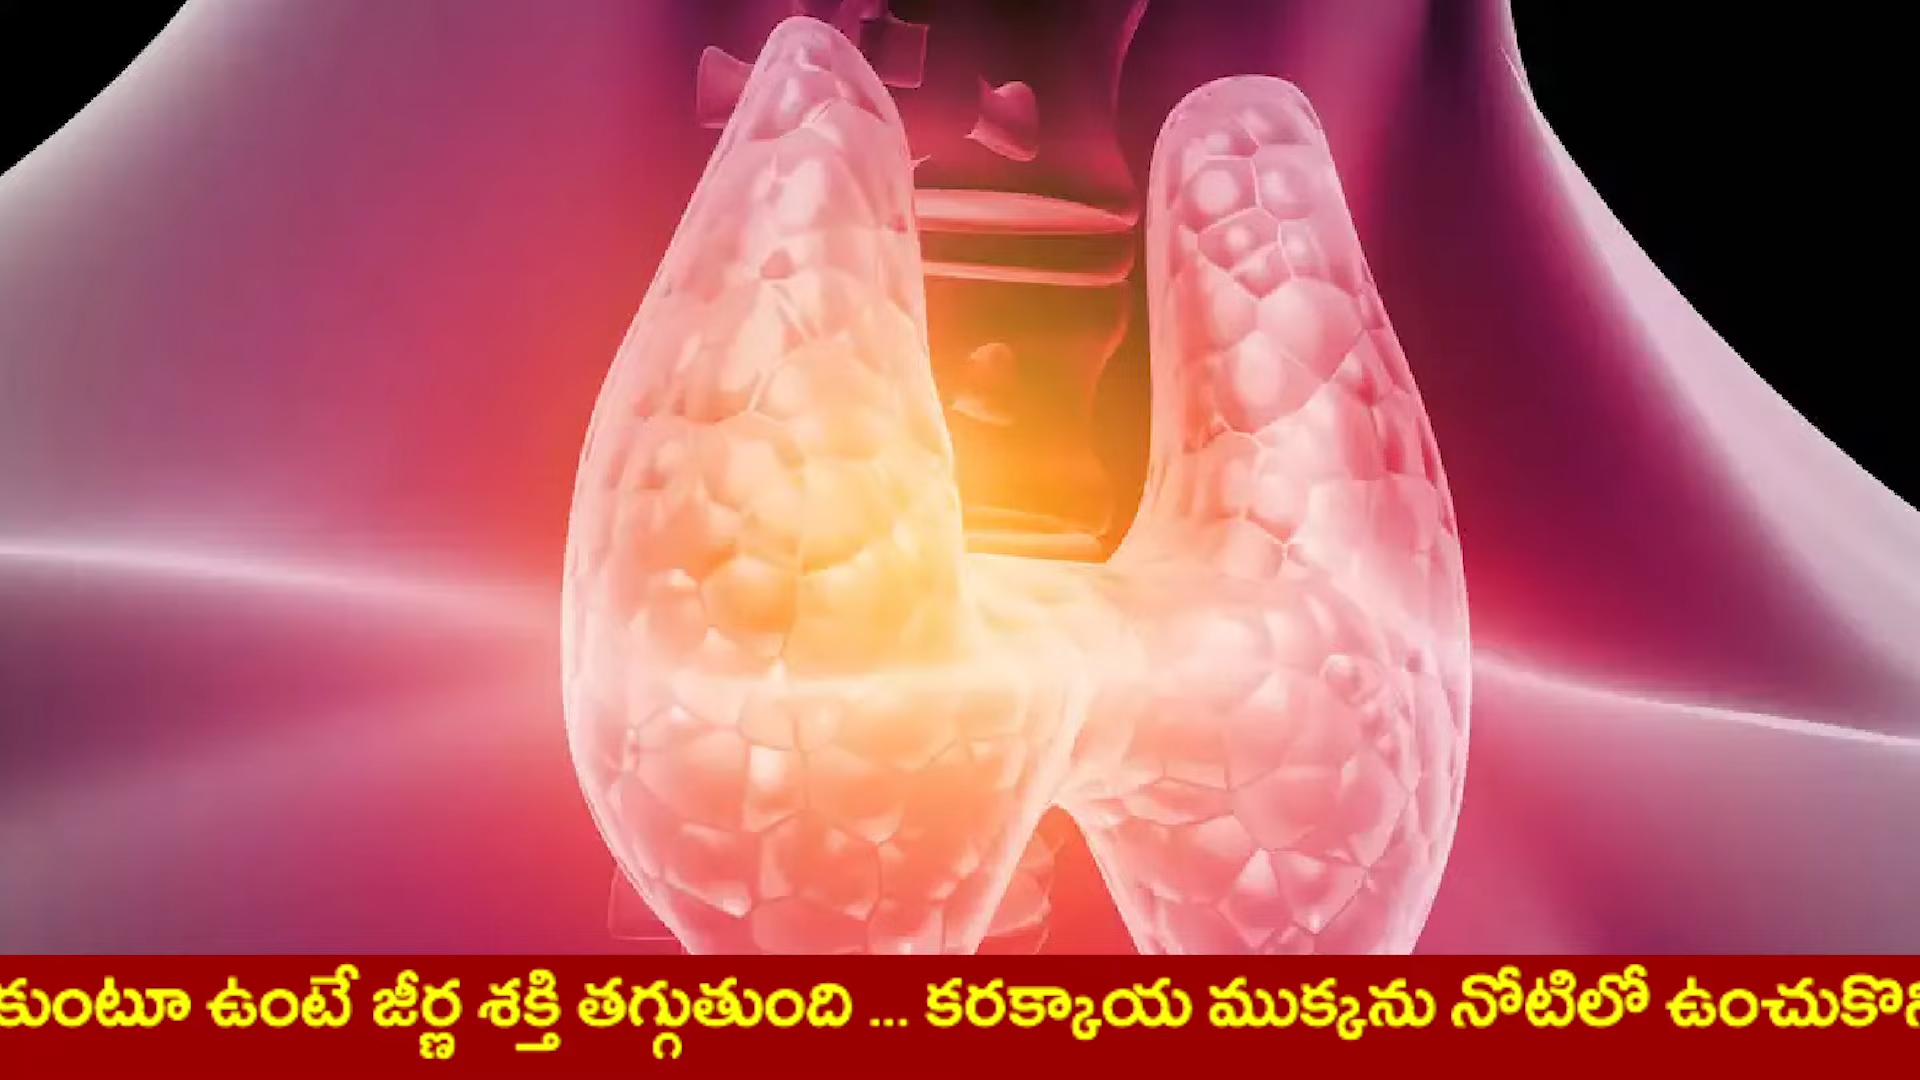 కుంటూ ఉంటే జీర్ణ శక్తి తగ్గుతుంది ... కరక్కాయ ముక్కను నోటిలో ఉంచుకొని